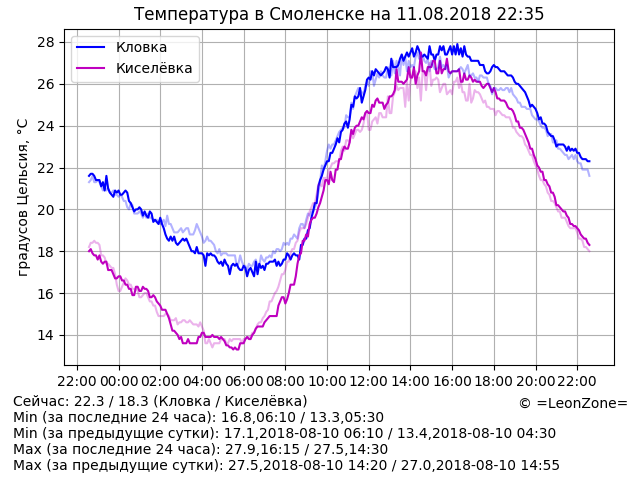 Температура в Смоленске на 11.08.2018 22:35
Кловка
Киселёвка
градусов Цельсия, °C
28
26
24
22
20
18
16
14
22:00 00:00 02:00 04:00 06:00 08:00 10:00 12:00 14:00 16:00 18:00 20:00 22:00
Сейчас: 22.3 / 18.3 (Кловка / Киселёвка)
© =LeonZone=
Min (за последние 24 часа): 16.8,06:10 / 13.3,05:30
Min (за предыдущие сутки): 17.1,2018-08-10 06:10 / 13.4,2018-08-10 04:30
Max (за последние 24 часа): 27.9,16:15 / 27.5,14:30
Max (за предыдущие сутки): 27.5,2018-08-10 14:20 / 27.0,2018-08-10 14:55